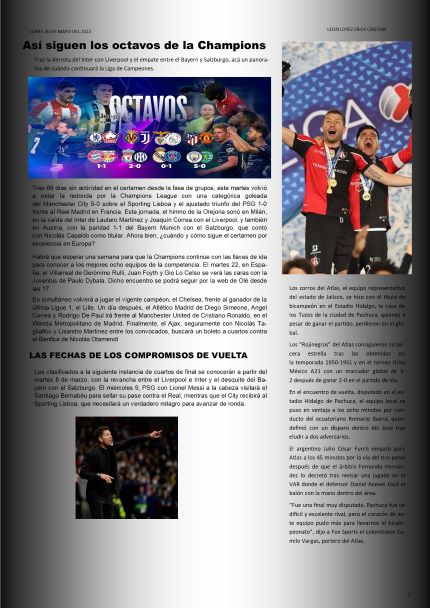 LUNES 30 DE MAYO DEL 2022
LEON LOPEZ ERICK CRISTIAN
Así siguen los octavos de la Champions
Tras la derrota del Inter con Liverpool y el empate entre el Bayern y Salzburgo, acá un panora-
ma de cuándo continuará la Liga de Campeones.
OCTAVOS
1-1
2-0
1-0
5-0
Tras 68 días sin actividad en el certamen desde la fase de grupos, este martes volvió
a rodar la redonda por la Champions League con una categórica goleada
del Manchester City 5-0 sobre el Sporting Lisboa y el ajustado triunfo del PSG 1-0
frente al Real Madrid en Francia. Esta jornada, el himno de la Orejona sonó en Milán,
en la caída del Inter de Lautaro Martínez y Joaquín Correa con el Liverpool, y también
en Austria, con la paridad 1-1 del Bayern Munich con el Salzburgo, que contó
con Nicolás Capaldo como titular. Ahora bien, ¿cuándo y cómo sigue el certamen por
excelencia en Europa?
Habrá que esperar una semana para que la Champions continúe con las llaves de ida
para conocer a los mejores ocho equipos de la competencia. El martes 22, en Espa-
ña, el Villarreal de Gerónimo Rulli, Juan Foyth y Gio Lo Celso se verá las caras con la
Juventus de Paulo Dybala. Dicho encuentro se podrá seguir por la web de Olé desde
las 17.
En simultáneo volverá a jugar el vigente campeón, el Chelsea, frente al ganador de la
última Ligue 1, el Lille. Un día después, el Atlético Madrid de Diego Simeone, Ángel
Correa y Rodrigo De Paul irá frente al Manchester United de Cristiano Ronaldo, en el
Wanda Metropolitano de Madrid. Finalmente, el Ajax, seguramente con Nicolás Ta-
gliafico y Lisandro Martínez entre los convocados, buscará un boleto a cuartos contra
el Benfica de Nicolás Otamendi
LAS FECHAS DE LOS COMPROMISOS DE VUELTA
Los clasificados a la siguiente instancia de cuartos de final se conocerán a partir del
martes 8 de marzo, con la revancha entre el Liverpool e Inter y el desquite del Ba-
yern con el Salzburgo. El miércoles 9, PSG con Lionel Messi a la cabeza visitará el
Santiago Bernabéu para sellar su pase contra el Real, mientras que el City recibirá al
Sporting Lisboa, que necesitará un verdadero milagro para avanzar de ronda.
Los zorros del Atlas, el equipo representativo
del estado de Jalisco, se hizo con el título de
bicampeón en el Estadio Hidalgo, la casa de
los Tuzos de la ciudad de Pachuca, quienes a
pesar de ganar el partido, perdieron en el glo-
bal.
Los "Rojinegros" del Atlas consiguieron su ter-
cera estrella tras las obtenidas en
la temporada 1950-1951 y en el torneo Grita
México A21 con un marcador global de 3-
2 después de ganar 2-0 en el partido de ida.
En el encuentro de vuelta, disputado en el es-
tadio Hidalgo de Pachuca, el equipo local se
puso en ventaja a los ocho minutos por con-
ducto del ecuatoriano Romario Ibarra, quien
definió con un disparo dentro del área tras
eludir a dos adversarios.
El argentino Julio César Furch empató para
Atlas a los 45 minutos por la vía del tiro penal
después de que el árbitro Fernando Hernán-
dez lo decretó tras revisar una jugada en el
VAR donde el defensor Daniel Aceves tocó el
balón con la mano dentro del área.
"Fue una final muy disputada, Pachuca fue un
difícil y excelente rival, pero el corazón de es-
te equipo pudo más para llevarnos el bicam-
peonato", dijo a Fox Sports el colombiano Ca-
milo Vargas, portero del Atlas.